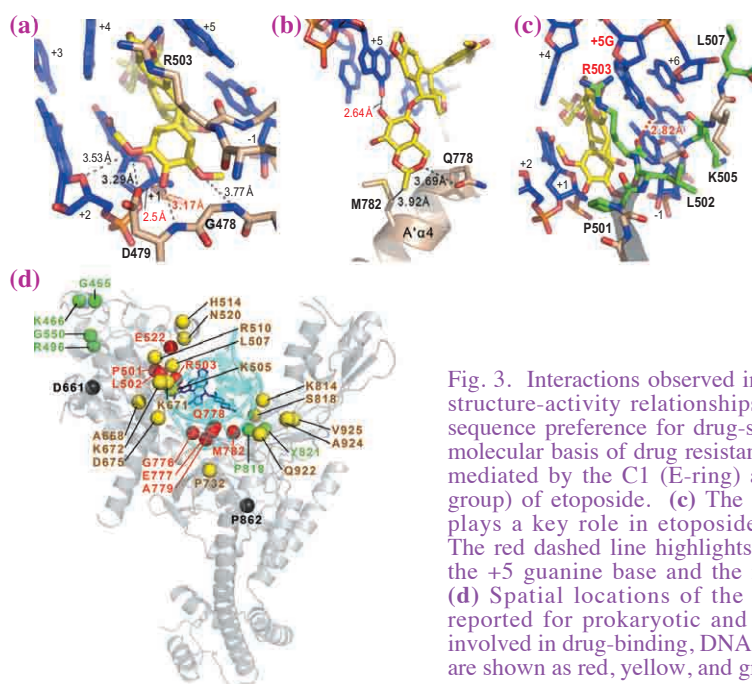 (a)
+4
+3
+5
R503
3.53Å
3.29Å
+1
-1
+2
2.5Å
3.17Å
3.77Å
G478
D479
(b)
+5
2.64Å
Q778
3.69Å
M782
3.92Å
A'α4
(c)
+5G
L507
+4
R503
+6
2.82Å
+2
+1
K505
L502
-1
P501
(d)
G465
K466
G550
R496
H514
N520
E522
R510
L507
P501
L502
R503
K505
D661
K671
Q778
K814
S818
A668
K672
D675
V925
A924
G776
E777
A779
M782
P732
P819
Y821
Q922
P862
Fig. 3. Interactions observed in
structure-activity relationships
sequence preference for drug-s
molecular basis of drug resistan
mediated by the C1 (E-ring) a
group) of etoposide. (c) The
plays a key role in etoposide
The red dashed line highlights
the +5 guanine base and the
(d) Spatial locations of the
reported for prokaryotic and
involved in drug-binding, DNA
are shown as red, yellow, and g